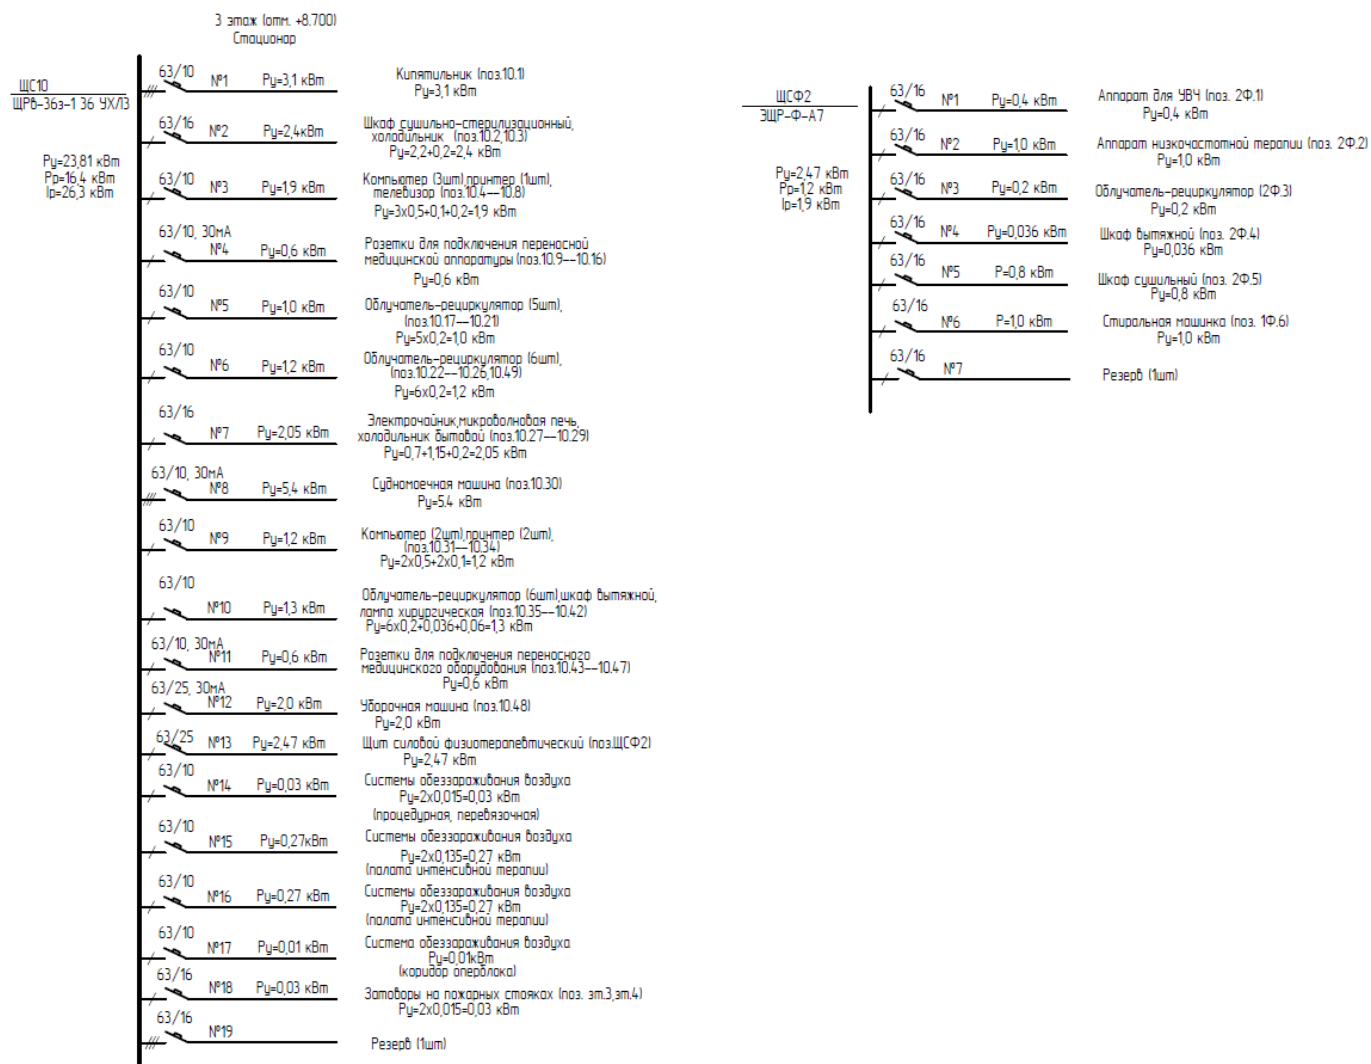 3 этаж (отм. +8.700)
Стационар
ЩС10
ЩРв-36з-1 36 УХЛ3
Ру=23,81 кВт
Рр=16,4 кВт
Iр=26,3 кВт
63/10 №1 Ру=3,1 кВт
Кипятильник (поз.10.1)
Ру=3,1 кВт
63/16 №2 Ру=2,4кВт
Шкаф сушильно-стерилизационный,
холодильник (поз.10.2,10.3)
Ру=2,2+0,2=2,4 кВт
63/10 №3 Ру=1,9 кВт
Компьютер (3шт),принтер (1шт),
телевизор (поз.10.4--10.8)
Ру=3х0,5+0,1+0,2=1,9 кВт
63/10, 30мА
№4 Ру=0,6 кВт
Розетки для подключения переносной
медицинской аппаратуры (поз.10.9--10.16)
Ру=0,6 кВт
63/10
№5 Ру=1,0 кВт
Облучатель-рециркулятор (5шт),
(поз.10.17--10.21)
Ру=5х0,2=1,0 кВт
63/10
№6 Ру=1,2 кВт
Облучатель-рециркулятор (6шт),
(поз.10.22--10.26,10.49)
Ру=6х0,2=1,2 кВт
63/16
№7 Ру=2,05 кВт
Электрочайник,микроволновая печь,
холодильник бытовой (поз.10.27--10.29)
Ру=0,7+1,15+0,2=2,05 кВт
63/10, 30мА
№8 Ру=5,4 кВт
Судномоечная машина (поз.10.30)
Ру=5.4 кВт
63/10
№9 Ру=1,2 кВт
Компьютер (2шт),принтер (2шт),
(поз.10.31--10.34)
Ру=2х0,5+2х0,1=1,2 кВт
63/10
№10 Ру=1,3 кВт
Облучатель-рециркулятор (6шт),шкаф вытяжной,
лампа хирургическая (поз.10.35--10.42)
Ру=6х0,2+0,036+0,06=1,3 кВт
63/10, 30мА
№11 Ру=0,6 кВт
Розетки для подключения переносного
медицинского оборудования (поз.10.43--10.47)
Ру=0,6 кВт
63/25, 30мА
№12 Ру=2,0 кВт
Уборочная машина (поз.10.48)
Ру=2,0 кВт
63/25 №13 Ру=2,47 кВт
Щит силовой физиотерапевтический (поз.ЩСФ2)
Ру=2,47 кВт
63/10
№14 Ру=0,03 кВт
Системы обеззараживания воздуха
Ру=2х0,015=0,03 кВт
(процедурная, перевязочная)
63/10
№15 Ру=0,27кВт
Системы обеззараживания воздуха
Ру=2х0,135=0,27 кВт
(палата интенсивной терапии)
63/10
№16 Ру=0,27 кВт
Системы обеззараживания воздуха
Ру=2х0,135=0,27 кВт
(палата интенсивной терапии)
63/10
№17 Ру=0,01 кВт
Система обеззараживания воздуха
Ру=0,01кВт
(коридор оперблока)
63/16
№18 Ру=0,03 кВт
Затворы на пожарных стояках (поз. эт.3,эт.4)
Ру=2х0,015=0,03 кВт
63/16
№19
Резерв (1шт)
ЩСФ2
ЭЩР-Ф-А7
Ру=2,47 кВт
Рр=1,2 кВт
Iр=1,9 кВт
63/16 №1 Ру=0,4 кВт
Аппарат для УВЧ (поз. 2Ф.1)
Ру=0,4 кВт
63/16
№2 Ру=1,0 кВт
Аппарат низкочастотной терапии (поз. 2Ф.2)
Ру=1,0 кВт
63/16
№3 Ру=0,2 кВт
Облучатель-рециркулятор (2Ф.3)
Ру=0,2 кВт
63/16
№4 Ру=0,036 кВт
Шкаф вытяжной (поз. 2Ф.4)
Ру=0,036 кВт
63/16
№5 Р=0,8 кВт
Шкаф сушильный (поз. 2Ф.5)
Ру=0,8 кВт
63/16
№6 Р=1,0 кВт
Стиральная машинка (поз. 1Ф.6)
Ру=1,0 кВт
63/16
№7
Резерв (1шт)